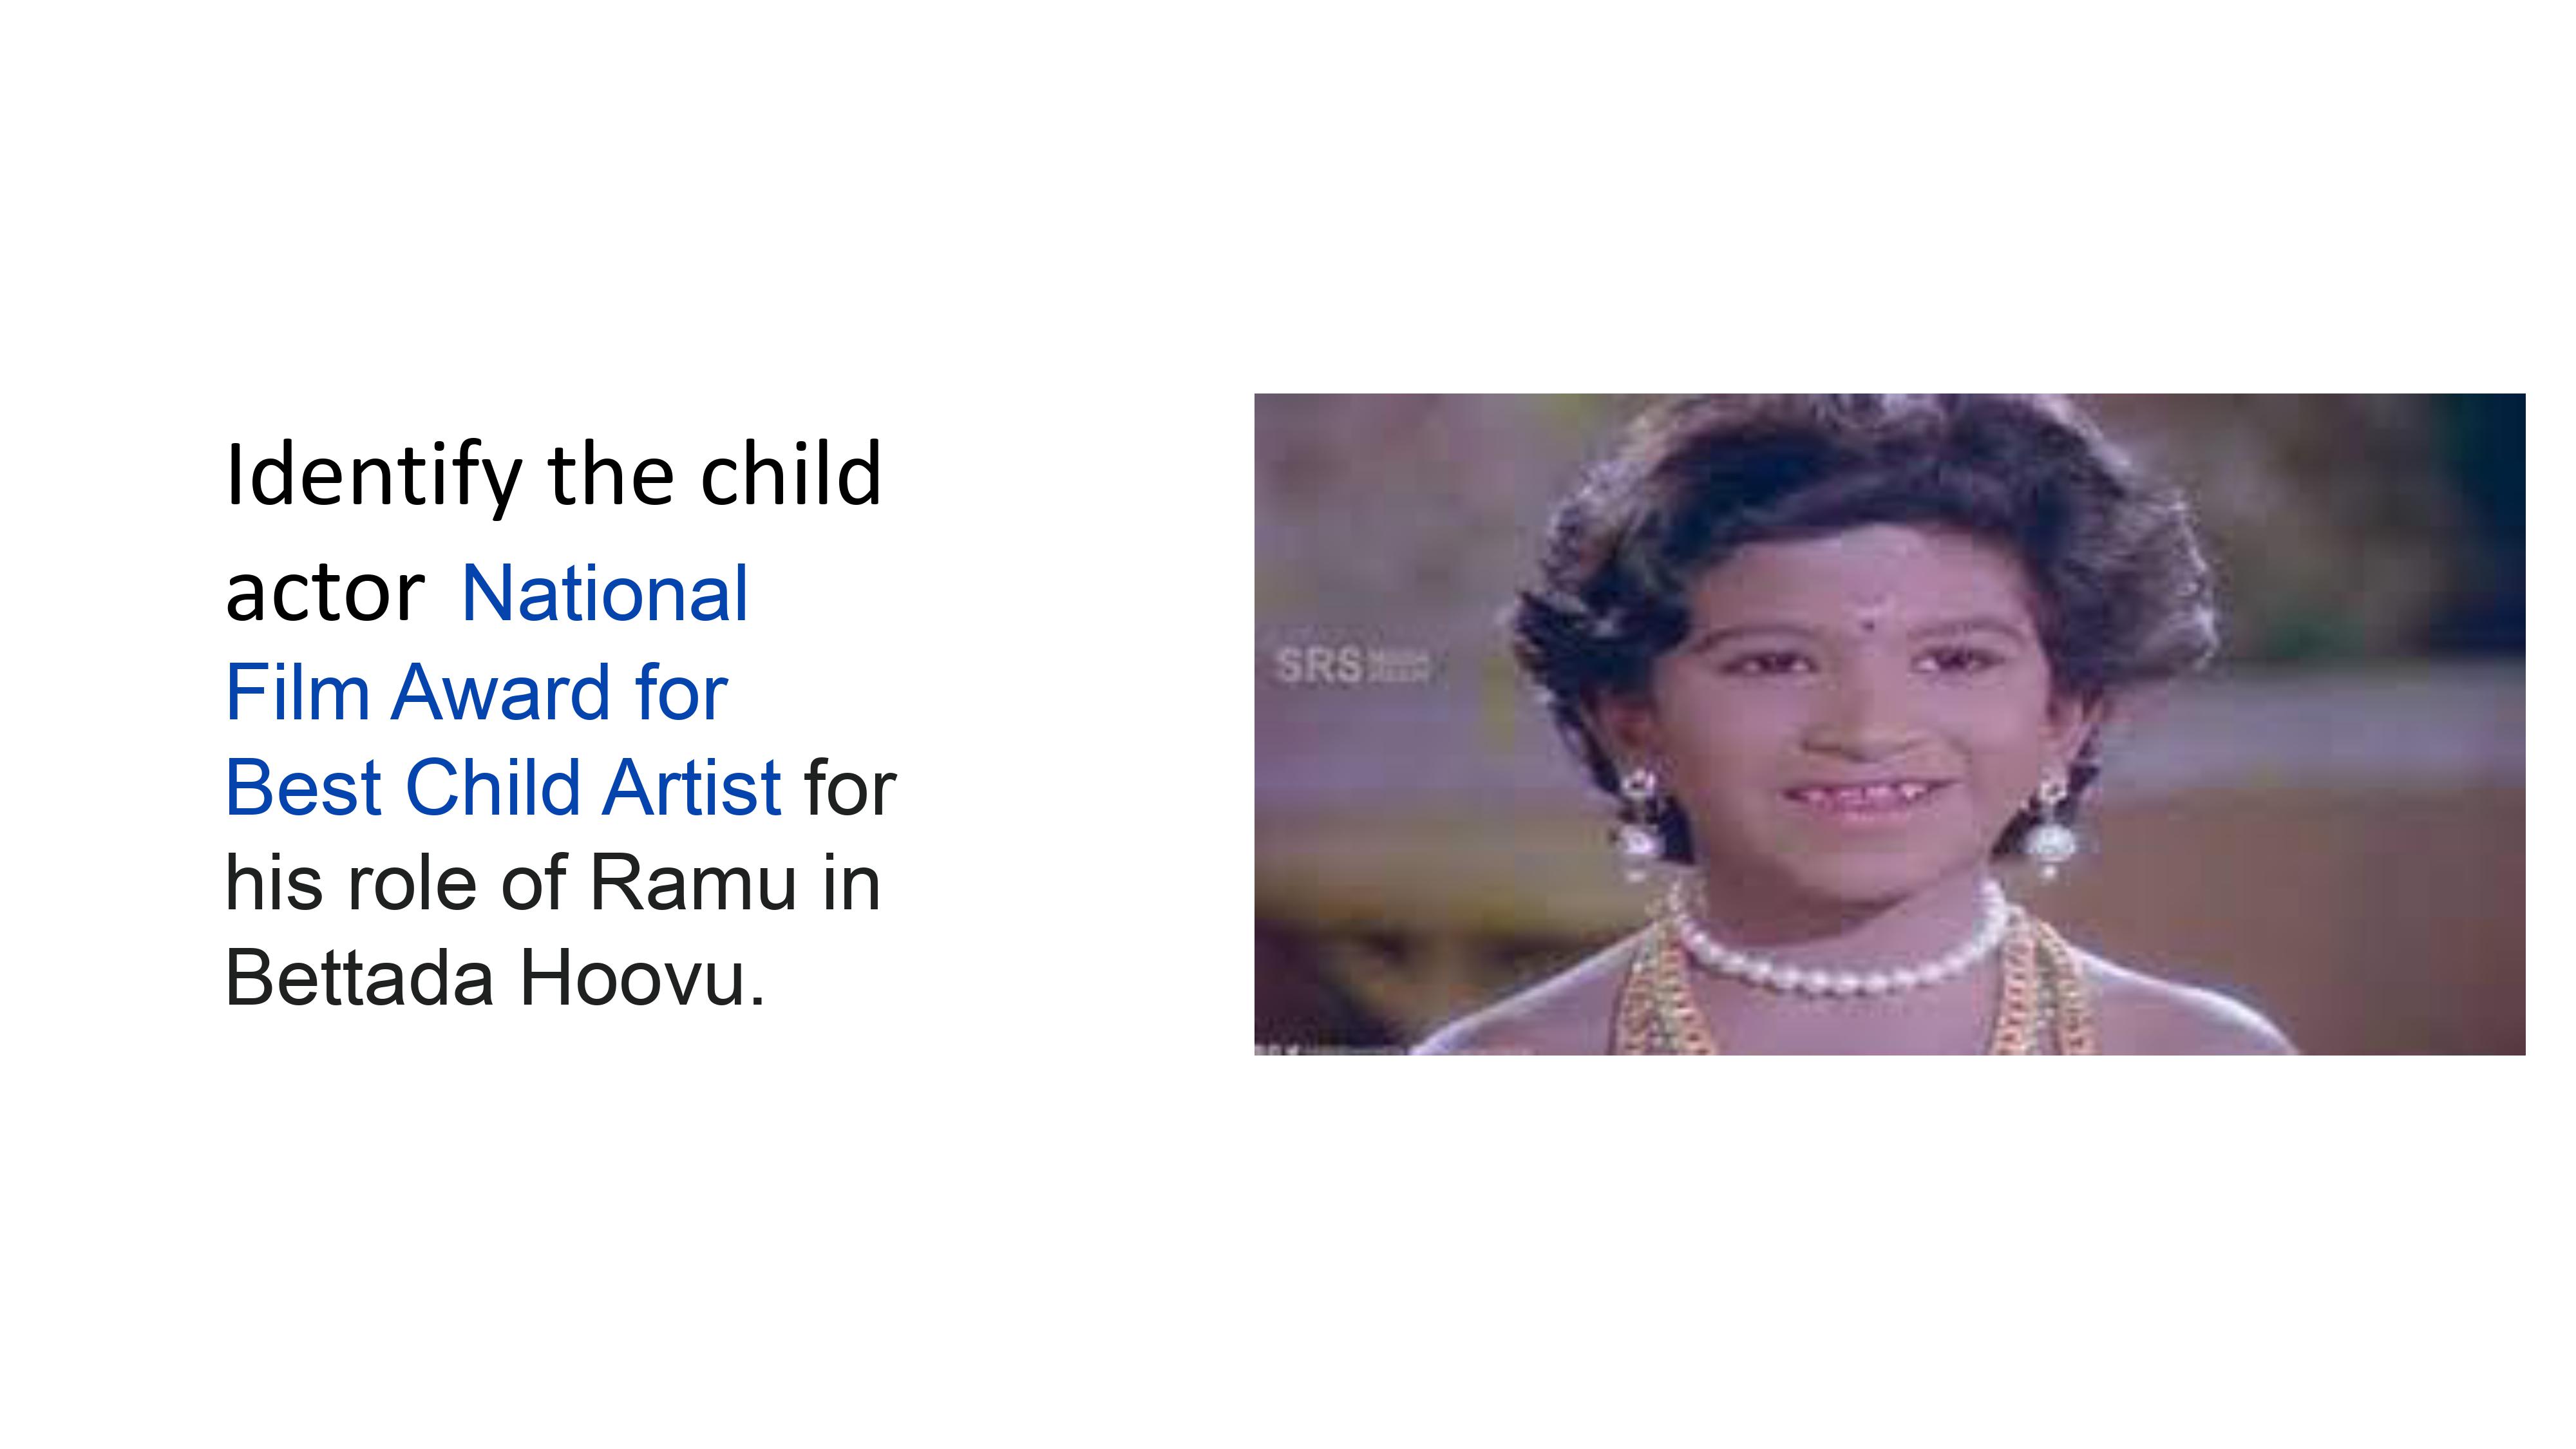 Identify the child
actor National
Film Award for
Best Child Artist for
his role of Ramu in
Bettada Hoovu.
SRS